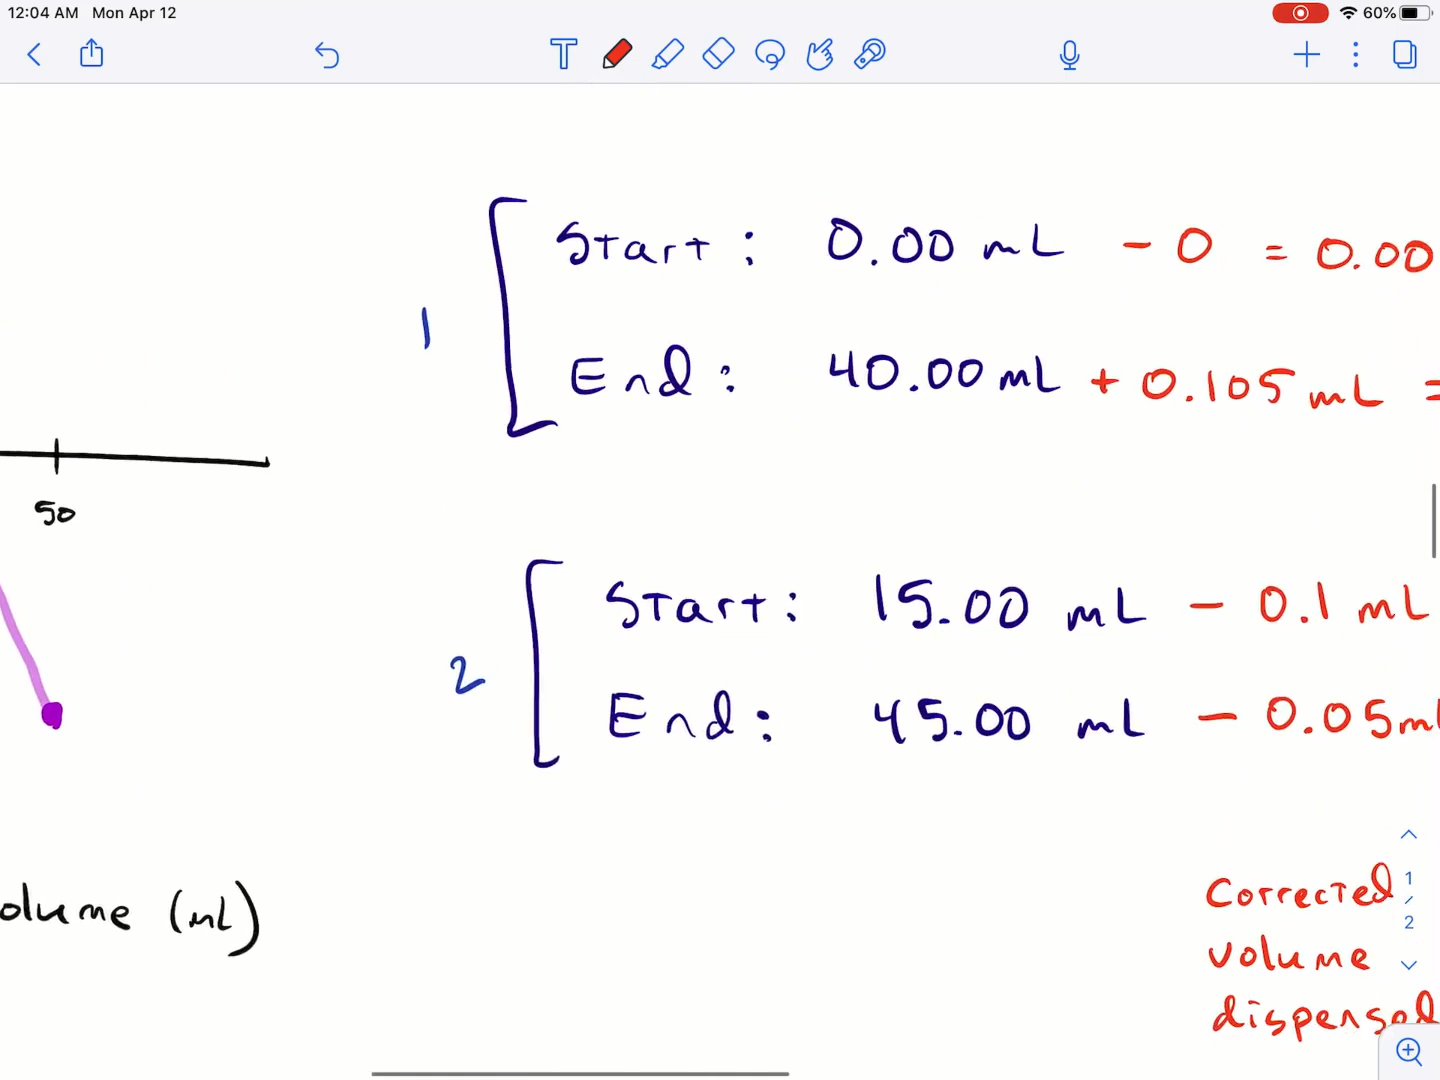 12:04 AM Mon Apr 12
60%
Start: 0.00 mL - 0 = 0.00
1
End: 40.00 mL + 0.105 mL =
50
Start: 15.00 mL - 0.1 mL
2
End: 45.00 mL - 0.05 mL
olume (mL)
Corrected
volume
dispensed
1
/
2